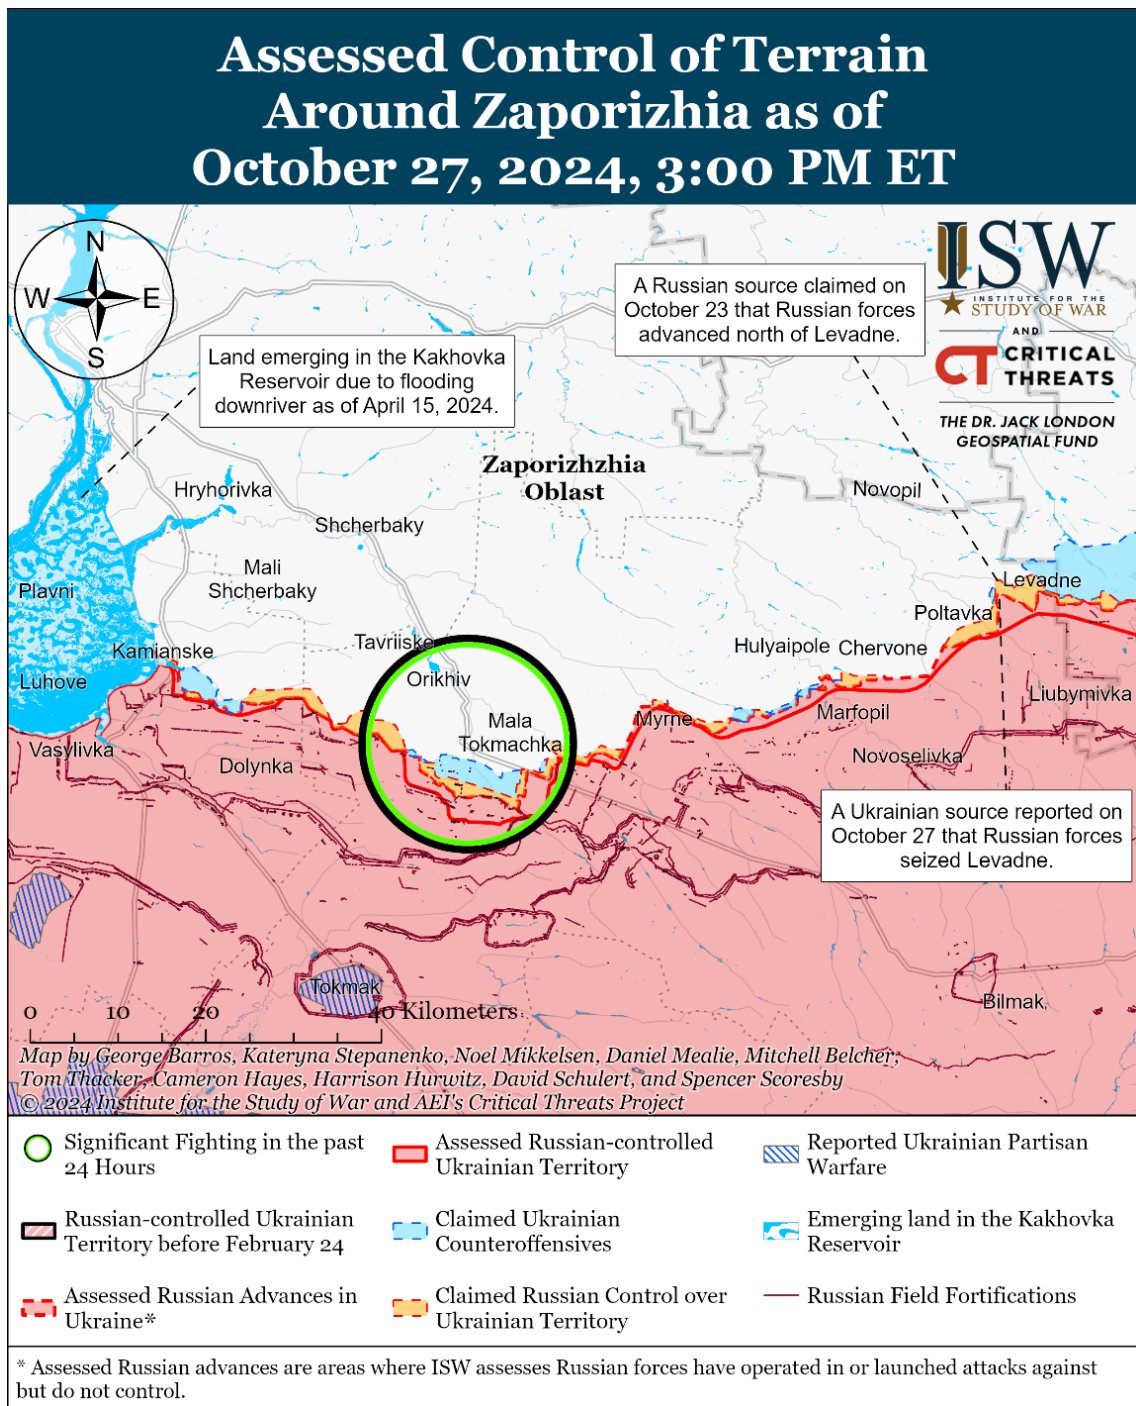 Assessed Control of Terrain
Around Zaporizhia as of
October 27, 2024, 3:00 PM ET
N
W
E
S
ISW
INSTITUTE FOR THE
STUDY OF WAR
AND
CT CRITICAL
THREATS
THE DR. JACK LONDON
GEOSPATIAL FUND
A Russian source claimed on
October 23 that Russian forces
advanced north of Levadne.
Land emerging in the Kakhovka
Reservoir due to flooding
downriver as of April 15, 2024.
Zaporizhzhia
Oblast
Hryhorivka
Novopil
Shcherbaky
Mali
Shcherbaky
Plavni
Levadne
Poltavka
Tavriiske
Kamianske
Hulyaipole
Chervone
Luhove
Orikhiv
Liubymivka
Mala
Tokmachka
Myrne
Marfopil
Vasylivka
Dolynka
Novoselivka
A Ukrainian source reported on
October 27 that Russian forces
seized Levadne.
Tokmak
Bilmak
0 10 20 40 Kilometers
Map by George Barros, Kateryna Stepanenko, Noel Mikkelsen, Daniel Mealie, Mitchell Belcher,
Tom Thacker, Cameron Hayes, Harrison Hurwitz, David Schulert, and Spencer Scoresby
© 2024 Institute for the Study of War and AEI's Critical Threats Project
Significant Fighting in the past
24 Hours
Assessed Russian-controlled
Ukrainian Territory
Reported Ukrainian Partisan
Warfare
Russian-controlled Ukrainian
Territory before February 24
Claimed Ukrainian
Counteroffensives
Emerging land in the Kakhovka
Reservoir
Assessed Russian Advances in
Ukraine*
Claimed Russian Control over
Ukrainian Territory
Russian Field Fortifications
* Assessed Russian advances are areas where ISW assesses Russian forces have operated in or launched attacks against
but do not control.